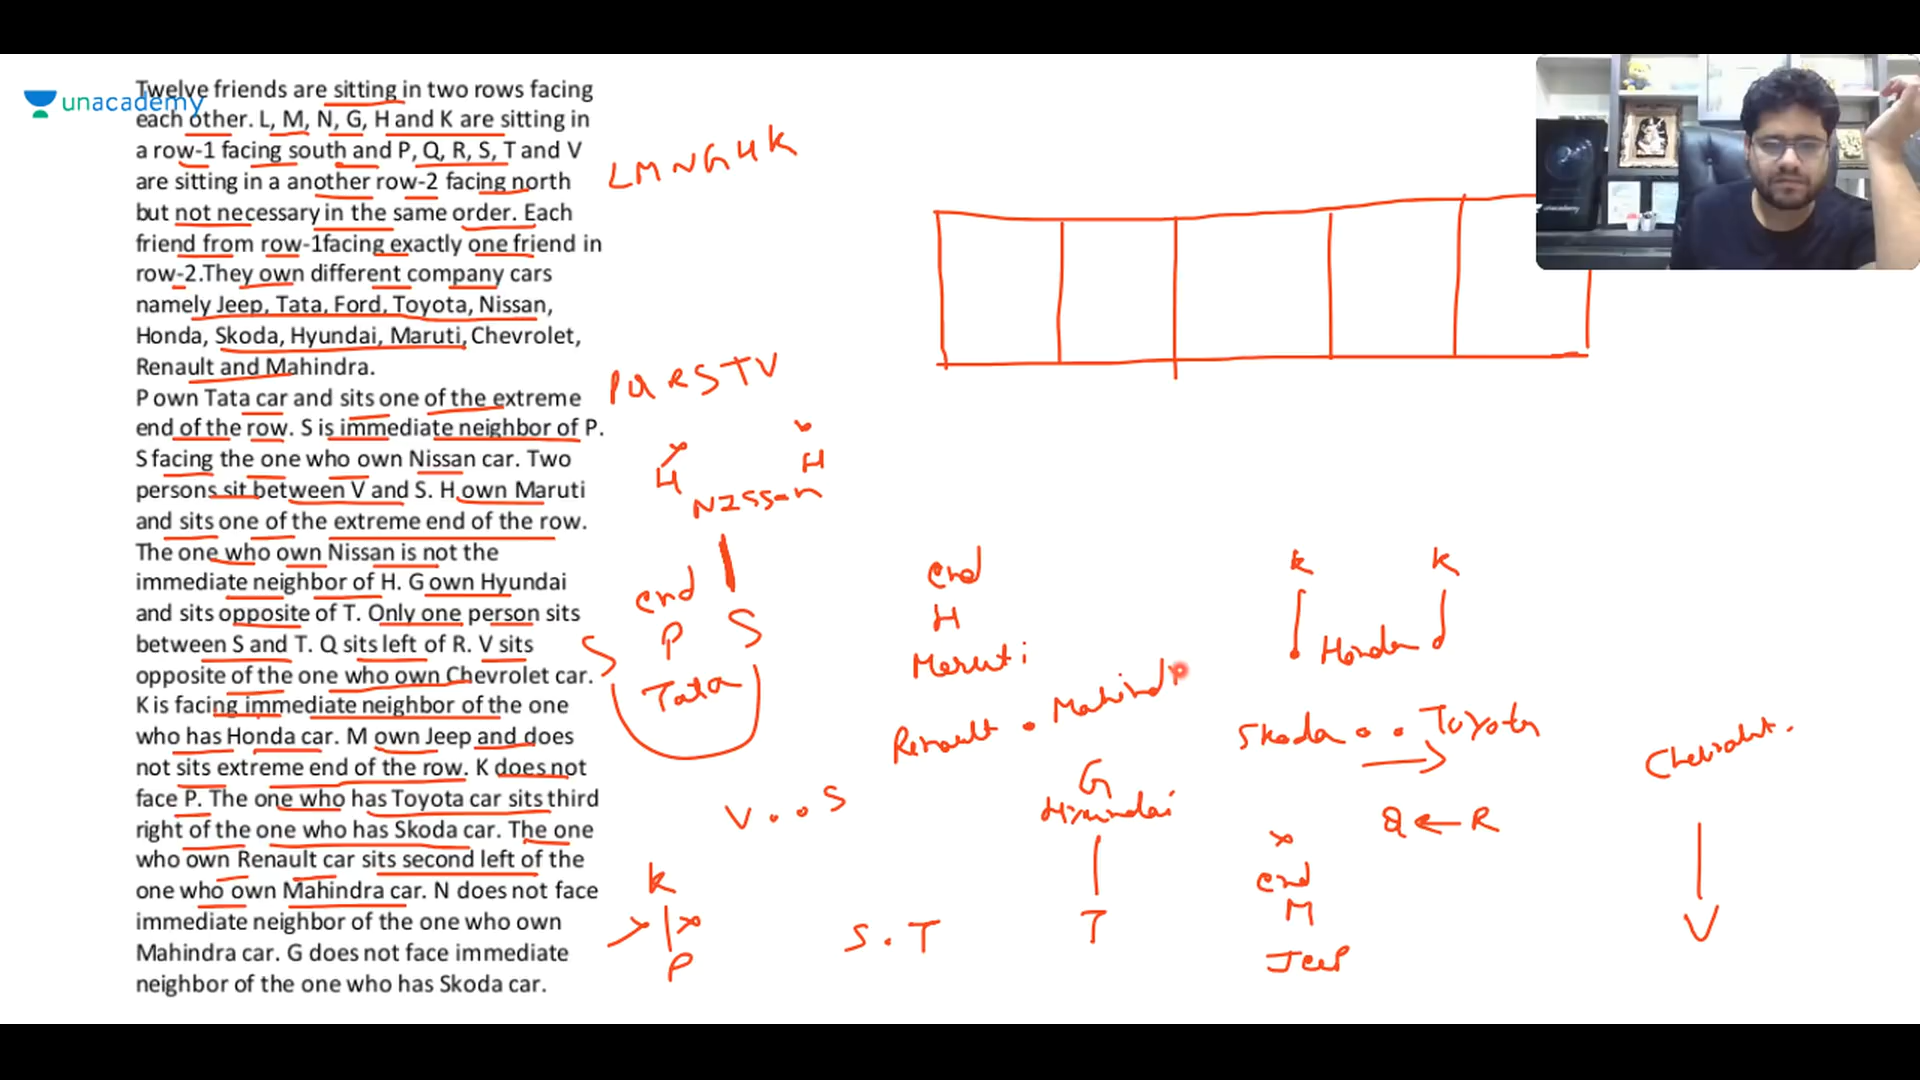 Twelve friends are sitting in two rows facing
unacademy
each other. L, M, N, G, H and K are sitting in
a row-1 facing south and P, Q, R, S, T and V
are sitting in a another row-2 facing north
but not necessary in the same order. Each
friend from row-1facing exactly one friend in
row-2.They own different company cars
namely Jeep, Tata, Ford, Toyota, Nissan,
Honda, Skoda, Hyundai, Maruti, Chevrolet,
Renault and Mahindra.
P own Tata car and sits one of the extreme
end of the row. S is immediate neighbor of P.
S facing the one who own Nissan car. Two
persons sit between V and S. H own Maruti
and sits one of the extreme end of the row.
The one who own Nissan is not the
immediate neighbor of H. G own Hyundai
and sits opposite of T. Only one person sits
between S and T. Q sits left of R. V sits
opposite of the one who own Chevrolet car.
K is facing immediate neighbor of the one
who has Honda car. M own Jeep and does
not sits extreme end of the row. K does not
face P. The one who has Toyota car sits third
right of the one who has Skoda car. The one
who own Renault car sits second left of the
one who own Mahindra car. N does not face
immediate neighbor of the one who own
Mahindra car. G does not face immediate
neighbor of the one who has Skoda car.
LMNGHK
PQRSTV
H H
Nissan
end
S P S
Tata
end
H
Maruti
K K
Honda
Renault . Mahind
Skoda . . Toyota
V . . S
G
Q ← R
K
P
S . T
T
x
end
M
Jeep
V
unacademy